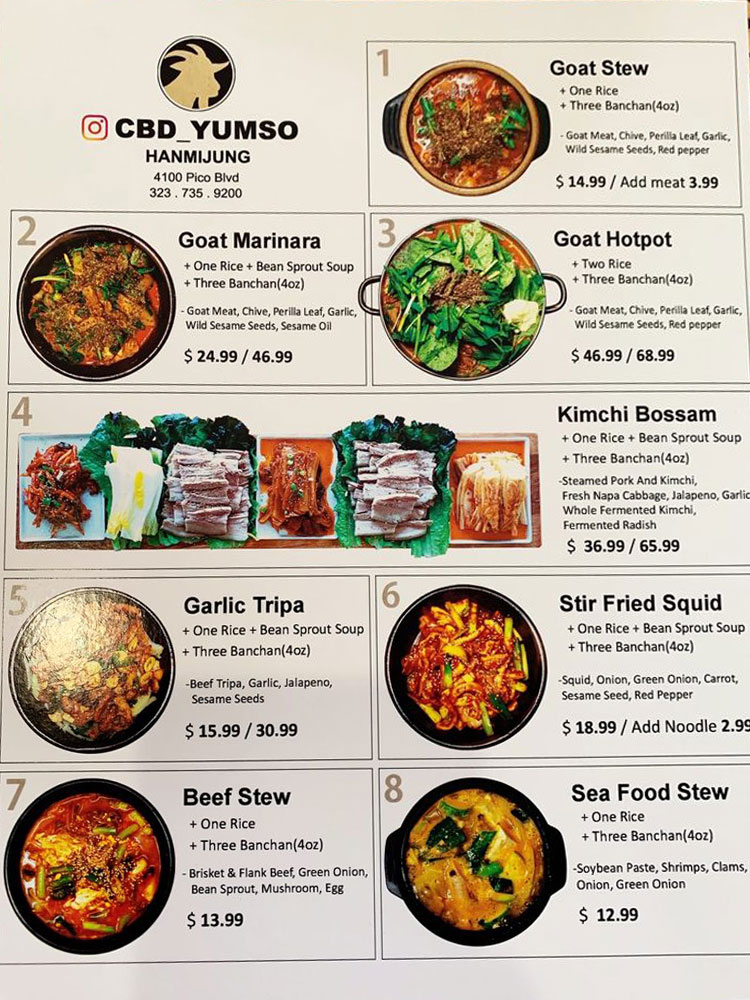 CBD_YUMSO
HANMIJUNG
4100 Pico Blvd
323 . 735 . 9200
1
Goat Stew
+ One Rice
+ Three Banchan(4oz)
- Goat Meat, Chive, Perilla Leaf, Garlic,
Wild Sesame Seeds, Red pepper
$ 14.99 / Add meat 3.99
2
Goat Marinara
+ One Rice + Bean Sprout Soup
+ Three Banchan(4oz)
- Goat Meat, Chive, Perilla Leaf, Garlic,
Wild Sesame Seeds, Sesame Oil
$ 24.99 / 46.99
3
Goat Hotpot
+ Two Rice
+ Three Banchan(4oz)
- Goat Meat, Chive, Perilla Leaf, Garlic,
Wild Sesame Seeds, Red pepper
$ 46.99 / 68.99
4
Kimchi Bossam
+ One Rice + Bean Sprout Soup
+ Three Banchan(4oz)
-Steamed Pork And Kimchi,
Fresh Napa Cabbage, Jalapeno, Garlic
Whole Fermented Kimchi,
Fermented Radish
$ 36.99 / 65.99
5
Garlic Tripa
+ One Rice + Bean Sprout Soup
+ Three Banchan(4oz)
-Beef Tripa, Garlic, Jalapeno,
Sesame Seeds
$ 15.99 / 30.99
6
Stir Fried Squid
+ One Rice + Bean Sprout Soup
+ Three Banchan(4oz)
-Squid, Onion, Green Onion, Carrot,
Sesame Seed, Red Pepper
$ 18.99 / Add Noodle 2.99
7
Beef Stew
+ One Rice
+ Three Banchan(4oz)
- Brisket & Flank Beef, Green Onion,
Bean Sprout, Mushroom, Egg
$ 13.99
8
Sea Food Stew
+ One Rice
+ Three Banchan(4oz)
-Soybean Paste, Shrimps, Clams,
Onion, Green Onion
$ 12.99